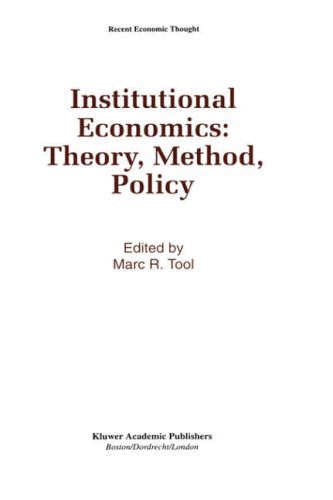 Recent Economic Thought
Institutional
Economics:
Theory, Method,
Policy
Edited by
Marc R. Tool
Kluwer Academic Publishers
Boston/Dordrecht/London